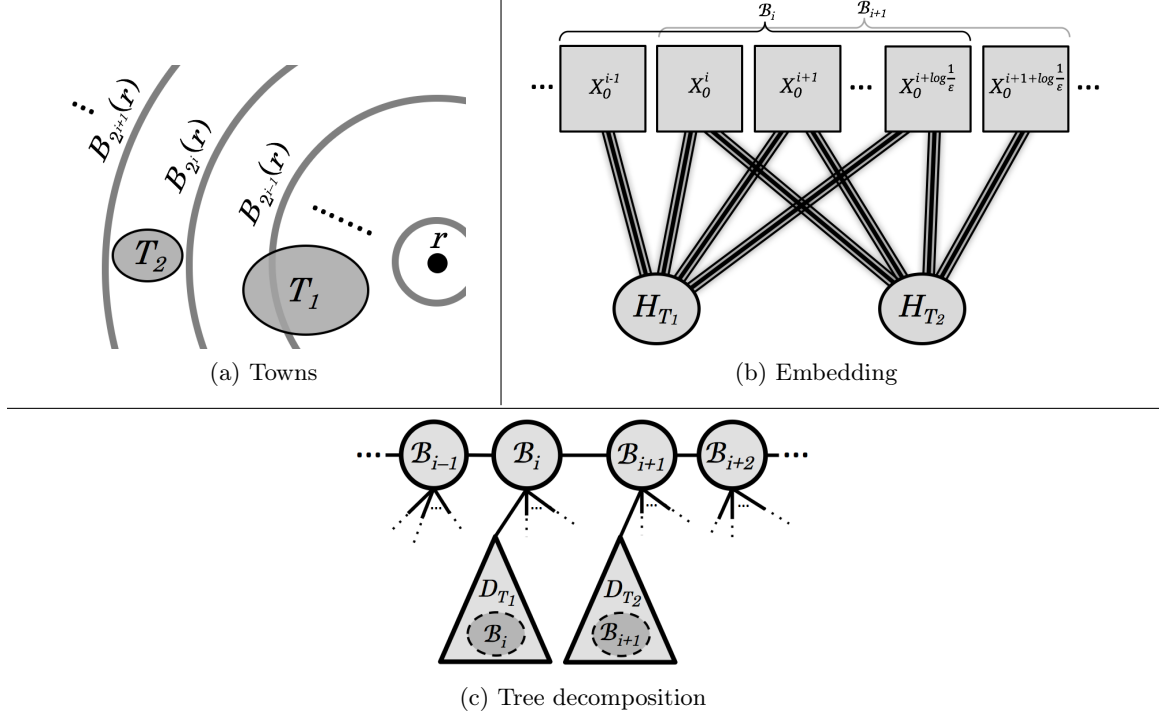 B_{2^{i+1}}(r)
B_{2^i}(r)
B_{2^{i-1}}(r)
r
T_2
T_1
(a) Towns
ℬ_i
ℬ_{i+1}
... X_0^{i-1} X_0^i X_0^{i+1} ... X_0^{i+log\frac{1}{ε}} X_0^{i+1+log\frac{1}{ε}} ...
H_{T_1} H_{T_2}
(b) Embedding
... ℬ_{i-1} ℬ_i ℬ_{i+1} ℬ_{i+2} ...
D_{T_1} D_{T_2}
ℬ_i ℬ_{i+1}
(c) Tree decomposition